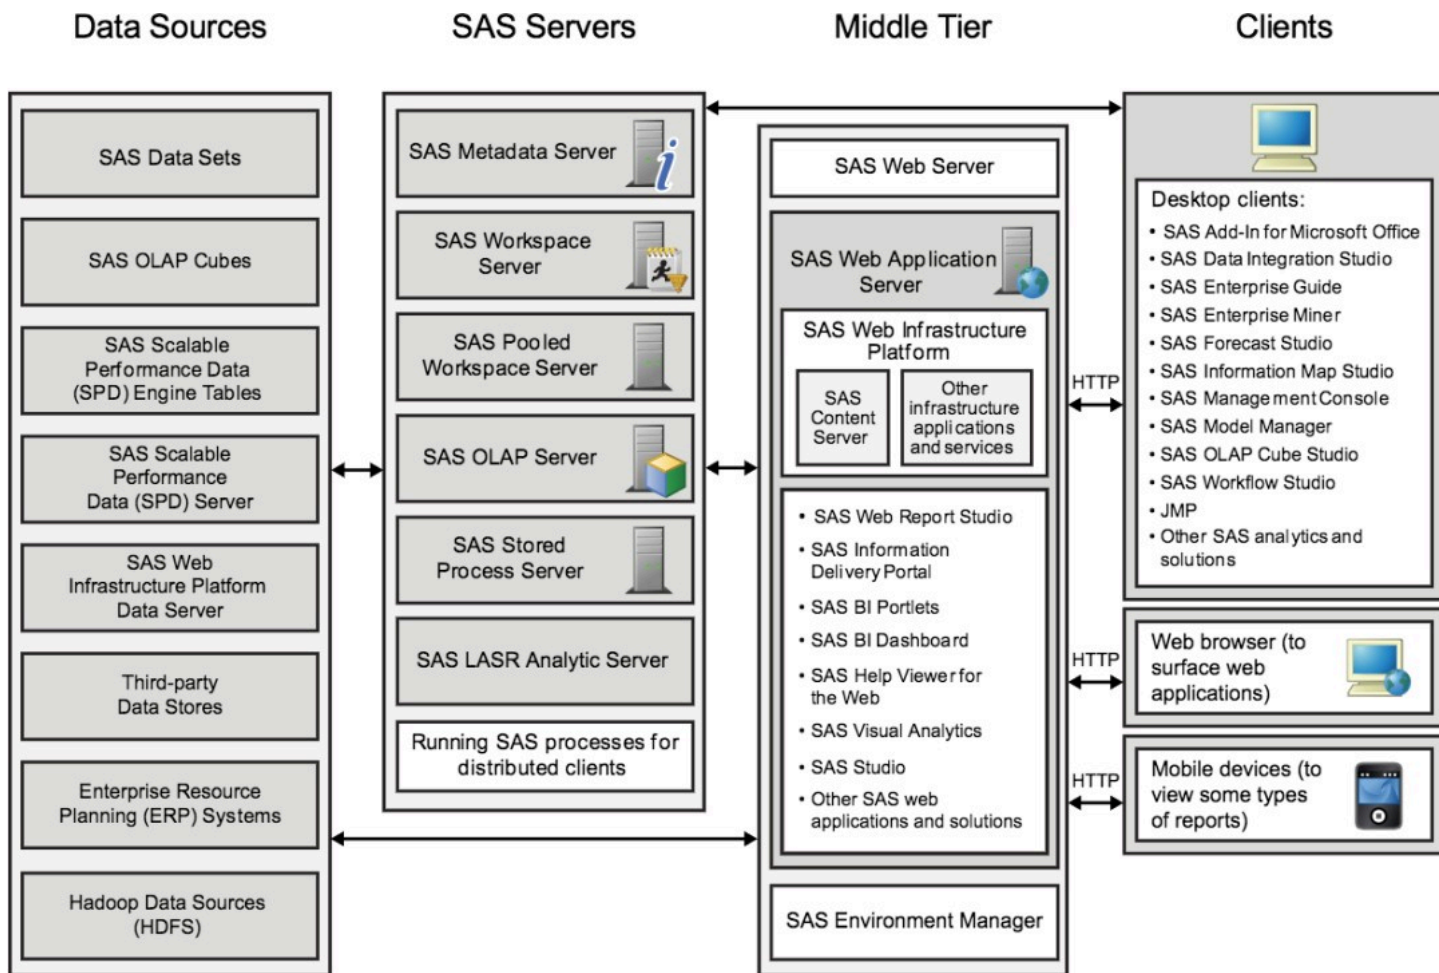 Data Sources
SAS Servers
Middle Tier
Clients
SAS Data Sets
SAS OLAP Cubes
SAS Scalable
Performance Data
(SPD) Engine Tables
SAS Scalable
Performance
Data (SPD) Server
SAS Web
Infrastructure Platform
Data Server
Third-party
Data Stores
Enterprise Resource
Planning (ERP) Systems
Hadoop Data Sources
(HDFS)
SAS Metadata Server
i
SAS Workspace
Server
SAS Pooled
Workspace Server
SAS OLAP Server
SAS Stored
Process Server
SAS LASR Analytic Server
Running SAS processes for
distributed clients
SAS Web Server
SAS Web Application
Server
SAS Web Infrastructure
Platform
SAS
Content
Server
Other
infrastructure
applications
and services
• SAS Web Report Studio
• SAS Information
Delivery Portal
• SAS BI Portlets
• SAS BI Dashboard
• SAS Help Viewer for
the Web
• SAS Visual Analytics
• SAS Studio
• Other SAS web
applications and solutions
SAS Environment Manager
HTTP
HTTP
HTTP
Desktop clients:
• SAS Add-In for Microsoft Office
• SAS Data Integration Studio
• SAS Enterprise Guide
• SAS Enterprise Miner
• SAS Forecast Studio
• SAS Information Map Studio
• SAS Management Console
• SAS Model Manager
• SAS OLAP Cube Studio
• SAS Workflow Studio
• JMP
• Other SAS analytics and
solutions
Web browser (to
surface web
applications)
Mobile devices (to
view some types
of reports)